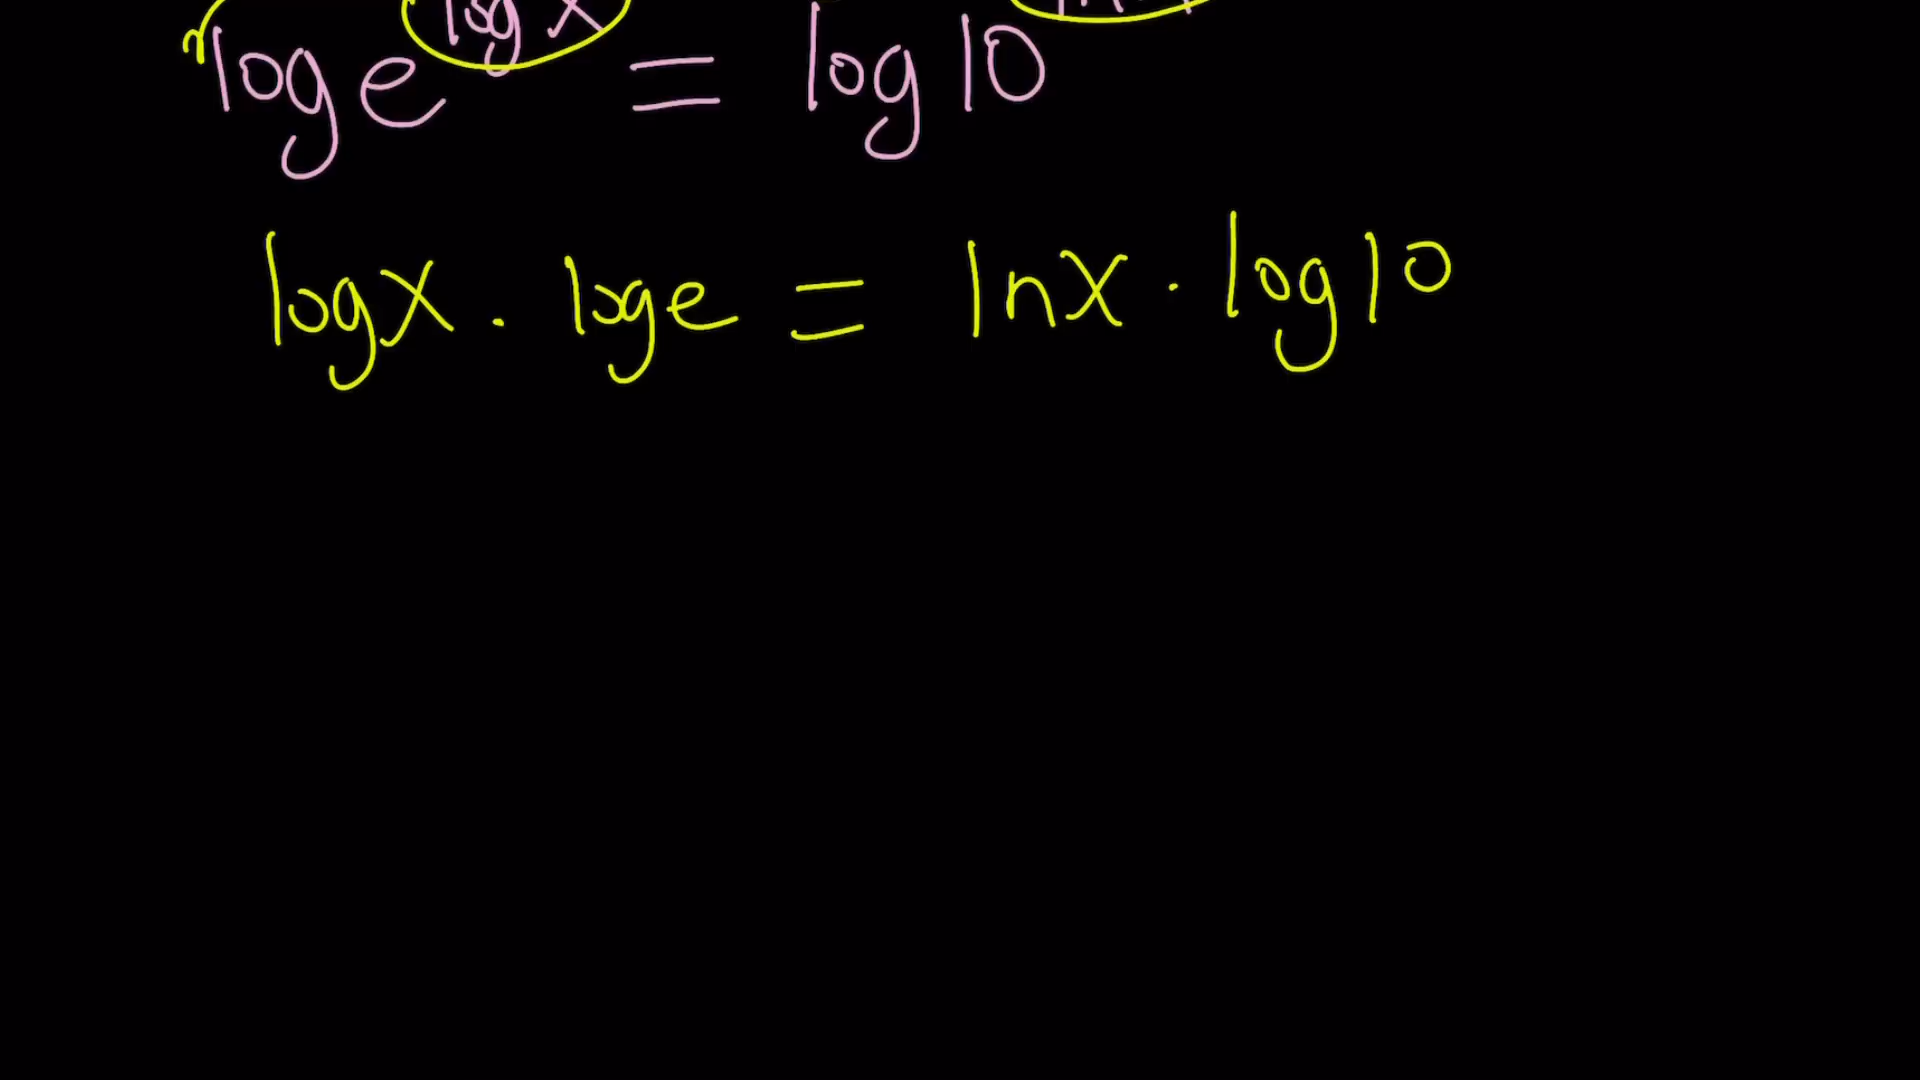 log e^log x = log 10
log x · log e = ln x · log 10